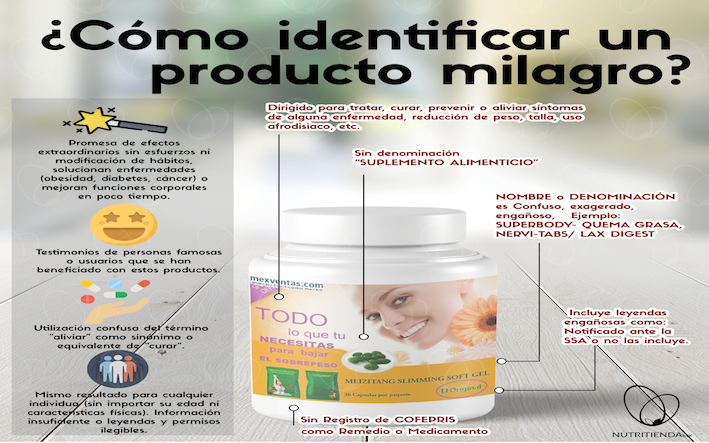 ¿Cómo identificar un
producto milagro?
Promesa de efectos
extraordinarios sin esfuerzos ni
modificación de hábitos,
solucionan enfermedades
(obesidad, diabetes, cáncer) o
mejoran funciones corporales
en poco tiempo.
Testimonios de personas famosas
o usuarios que se han
beneficiado con estos productos.
Utilización confusa del término
"aliviar" como sinónimo o
equivalente de "curar".
Mismo resultado para cualquier
individuo (sin importar su edad ni
características físicas). Información
insuficiente o leyendas y permisos
ilegibles.
Dirigido para tratar, curar, prevenir o aliviar síntomas
de alguna enfermedad, reducción de peso, talla, uso
afrodisiaco, etc.
Sin denominación
"SUPLEMENTO ALIMENTICIO"
NOMBRE o DENOMINACIÓN
es Confuso, exagerado,
engañoso, Ejemplo:
SUPERBODY- QUEMA GRASA,
NERVI-TABS/ LAX DIGEST
Incluye leyendas
engañosas como:
Notificado ante la
SSA o no las incluye.
mexventas.com
TODO
lo que tu
NECESITAS
para bajar
EL SOBREPESO
MEIZITANG SLIMMING SOFT GEL
El Original
36 Capsulas por paquete
Sin Registro de COFEPRIS
como Remedio o Medicamento
NUTRITIENDA